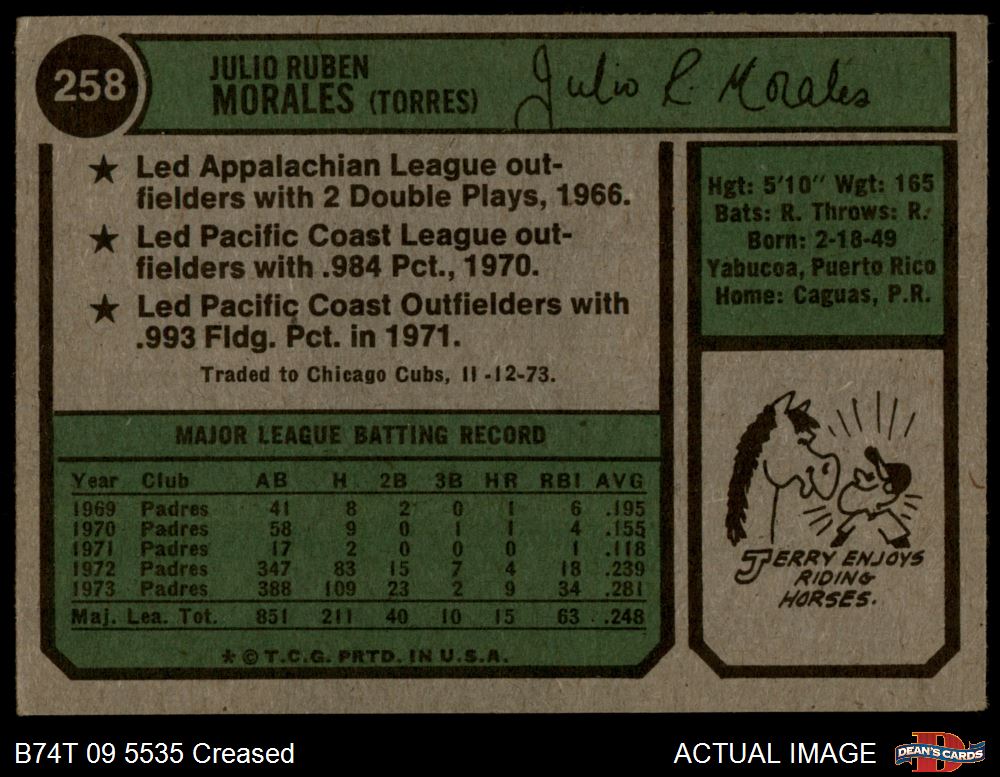 258
JULIO RUBEN
MORALES (TORRES)
Julio R. Morales
★ Led Appalachian League out-
fielders with 2 Double Plays, 1966.
★ Led Pacific Coast League out-
fielders with .984 Pct., 1970.
★ Led Pacific Coast Outfielders with
.993 Fldg. Pct. in 1971.
Traded to Chicago Cubs, 11-12-73.
Hgt: 5'10" Wgt: 165
Bats: R. Throws: R.
Born: 2-18-49
Yabucoa, Puerto Rico
Home: Caguas, P.R.
MAJOR LEAGUE BATTING RECORD
Year Club AB H 2B 3B HR RBI AVG
1969 Padres 41 8 2 0 1 6 .195
1970 Padres 58 9 0 1 1 4 .155
1971 Padres 17 2 0 0 0 1 .118
1972 Padres 347 83 15 7 4 18 .239
1973 Padres 388 109 23 2 9 34 .281
Maj. Lea. Tot. 851 211 40 10 15 63 .248
* © T.C.G. PRTD. IN U.S.A.
JERRY ENJOYS
RIDING
HORSES.
B74T 09 5535 Creased
ACTUAL IMAGE
DEAN'S CARDS